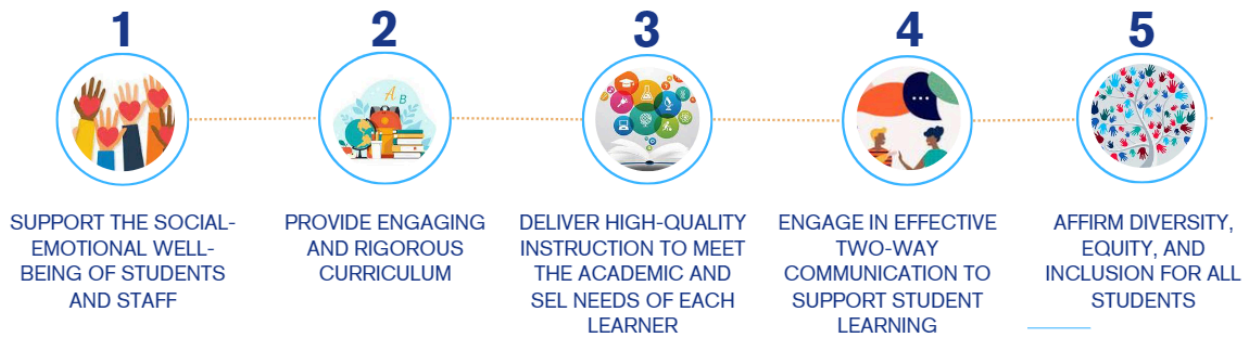 1
SUPPORT THE SOCIAL-
EMOTIONAL WELL-
BEING OF STUDENTS
AND STAFF
2
A B
PROVIDE ENGAGING
AND RIGOROUS
CURRICULUM
3
DELIVER HIGH-QUALITY
INSTRUCTION TO MEET
THE ACADEMIC AND
SEL NEEDS OF EACH
LEARNER
4
ENGAGE IN EFFECTIVE
TWO-WAY
COMMUNICATION TO
SUPPORT STUDENT
LEARNING
5
AFFIRM DIVERSITY,
EQUITY, AND
INCLUSION FOR ALL
STUDENTS